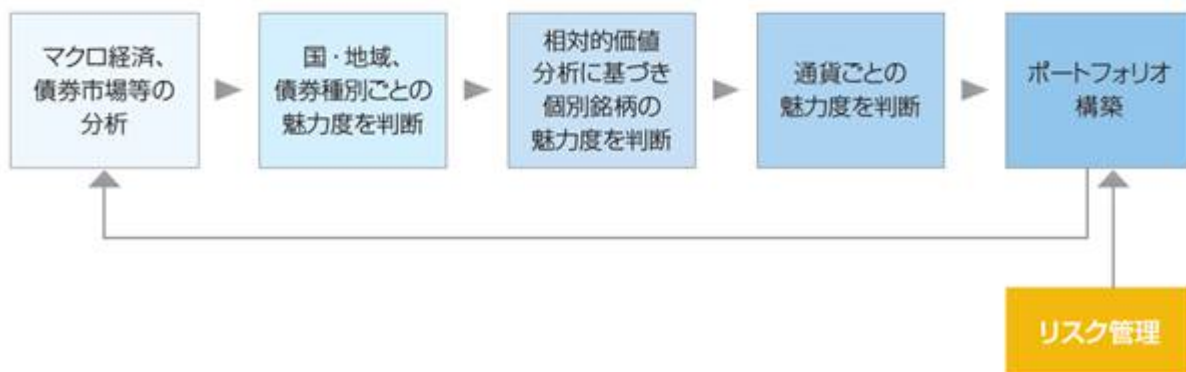 マクロ経済、
債券市場等の
分析
国・地域、
債券種別ごとの
魅力度を判断
相対的価値
分析に基づき
個別銘柄の
魅力度を判断
通貨ごとの
魅力度を判断
ポートフォリオ
構築
リスク管理